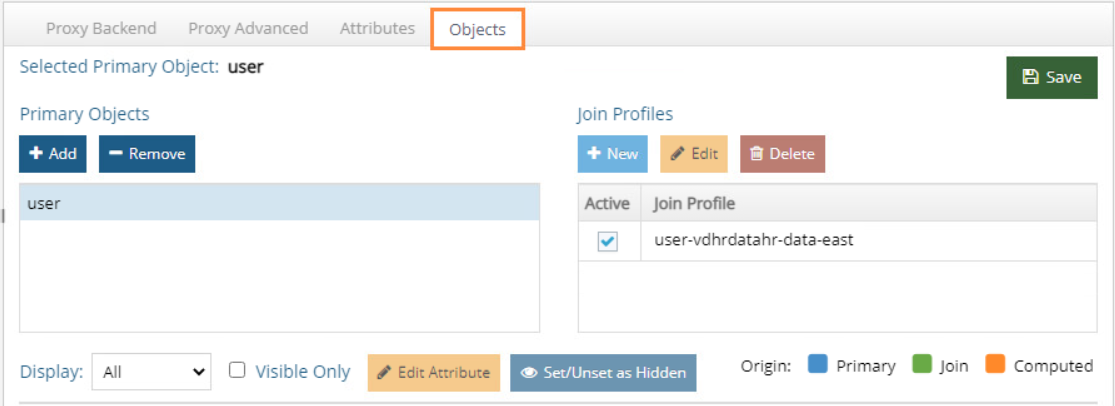 Proxy Backend Proxy Advanced Attributes Objects
Selected Primary Object: user
Save
Primary Objects
Join Profiles
Add Remove
New Edit Delete
user
Active Join Profile
user-vdhrdatahr-data-east
Display: All Visible Only Edit Attribute Set/Unset as Hidden Origin: Primary Join Computed